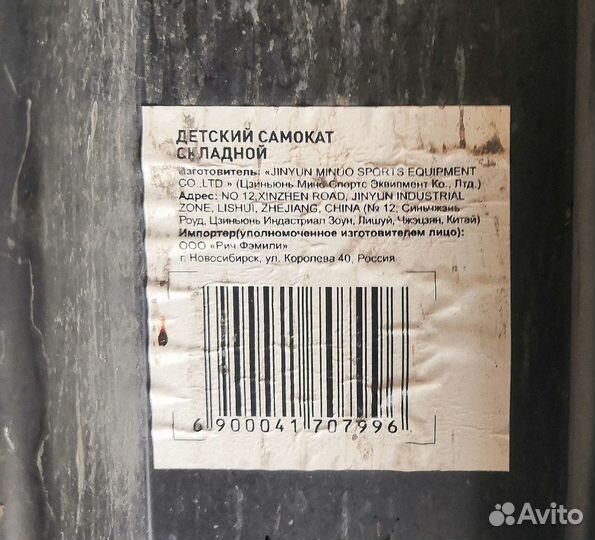 ДЕТСКИЙ САМОКАТ
СКЛАДНОЙ
Изготовитель: «JINYUN MINUO SPORTS EQUIPMENT
CO.,LTD.» (Цзиньюнь Мино Спортс Эквипмент Ко., Лтд.)
Адрес: NO 12,XINZHEN ROAD, JINYUN INDUSTRIAL
ZONE, LISHUI, ZHEJIANG, CHINA (№ 12, Синьчжэнь
Роуд, Цзиньюнь Индастриал Зоун, Лишуй, Чжэцзян, Китай)
Импортер(уполномоченное изготовителем лицо):
ООО «Рич Фэмили»
г. Новосибирск, ул. Королева 40, Россия
6 900041 707996
Avito